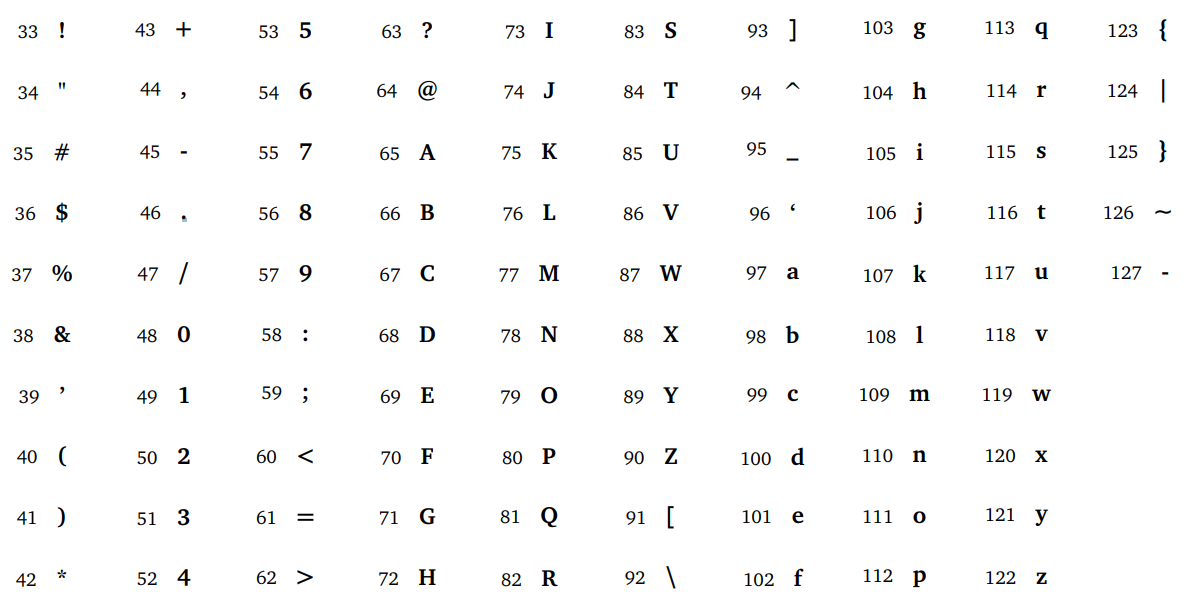 33 ! 43 + 53 5 63 ? 73 I 83 S 93 ] 103 g 113 q 123 {
34 " 44 , 54 6 64 @ 74 J 84 T 94 ^ 104 h 114 r 124 |
35 # 45 - 55 7 65 A 75 K 85 U 95 _ 105 i 115 s 125 }
36 $ 46 . 56 8 66 B 76 L 86 V 96 ‘ 106 j 116 t 126 ~
37 % 47 / 57 9 67 C 77 M 87 W 97 a 107 k 117 u 127 -
38 & 48 0 58 : 68 D 78 N 88 X 98 b 108 l 118 v
39 ’ 49 1 59 ; 69 E 79 O 89 Y 99 c 109 m 119 w
40 ( 50 2 60 < 70 F 80 P 90 Z 100 d 110 n 120 x
41 ) 51 3 61 = 71 G 81 Q 91 [ 101 e 111 o 121 y
42 * 52 4 62 > 72 H 82 R 92 \ 102 f 112 p 122 z